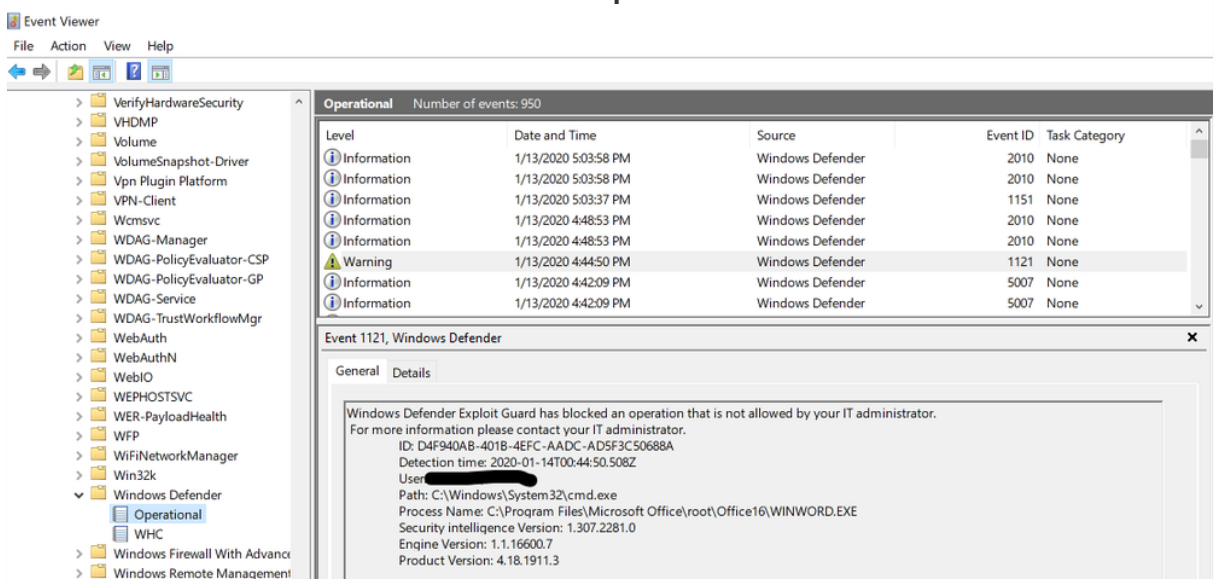 Event Viewer
File Action View Help
VerifyHardwareSecurity
VHDMP
Volume
VolumeSnapshot-Driver
Vpn Plugin Platform
VPN-Client
Wcmsvc
WDAG-Manager
WDAG-PolicyEvaluator-CSP
WDAG-PolicyEvaluator-GP
WDAG-Service
WDAG-TrustWorkflowMgr
WebAuth
WebAuthN
WebIO
WEPHOSTSVC
WER-PayloadHealth
WFP
WiFiNetworkManager
Win32k
Windows Defender
Operational
WHC
Windows Firewall With Advance
Windows Remote Management
Operational Number of events: 950
Level Date and Time Source Event ID Task Category
Information 1/13/2020 5:03:58 PM Windows Defender 2010 None
Information 1/13/2020 5:03:58 PM Windows Defender 2010 None
Information 1/13/2020 5:03:37 PM Windows Defender 1151 None
Information 1/13/2020 4:48:53 PM Windows Defender 2010 None
Information 1/13/2020 4:48:53 PM Windows Defender 2010 None
Warning 1/13/2020 4:44:50 PM Windows Defender 1121 None
Information 1/13/2020 4:42:09 PM Windows Defender 5007 None
Information 1/13/2020 4:42:09 PM Windows Defender 5007 None
Event 1121, Windows Defender
General Details
Windows Defender Exploit Guard has blocked an operation that is not allowed by your IT administrator.
For more information please contact your IT administrator.
ID: D4F940AB-401B-4EFC-AADC-AD5F3C50688A
Detection time: 2020-01-14T00:44:50.508Z
User
Path: C:\Windows\System32\cmd.exe
Process Name: C:\Program Files\Microsoft Office\root\Office16\WINWORD.EXE
Security intelligence Version: 1.307.2281.0
Engine Version: 1.1.16600.7
Product Version: 4.18.1911.3